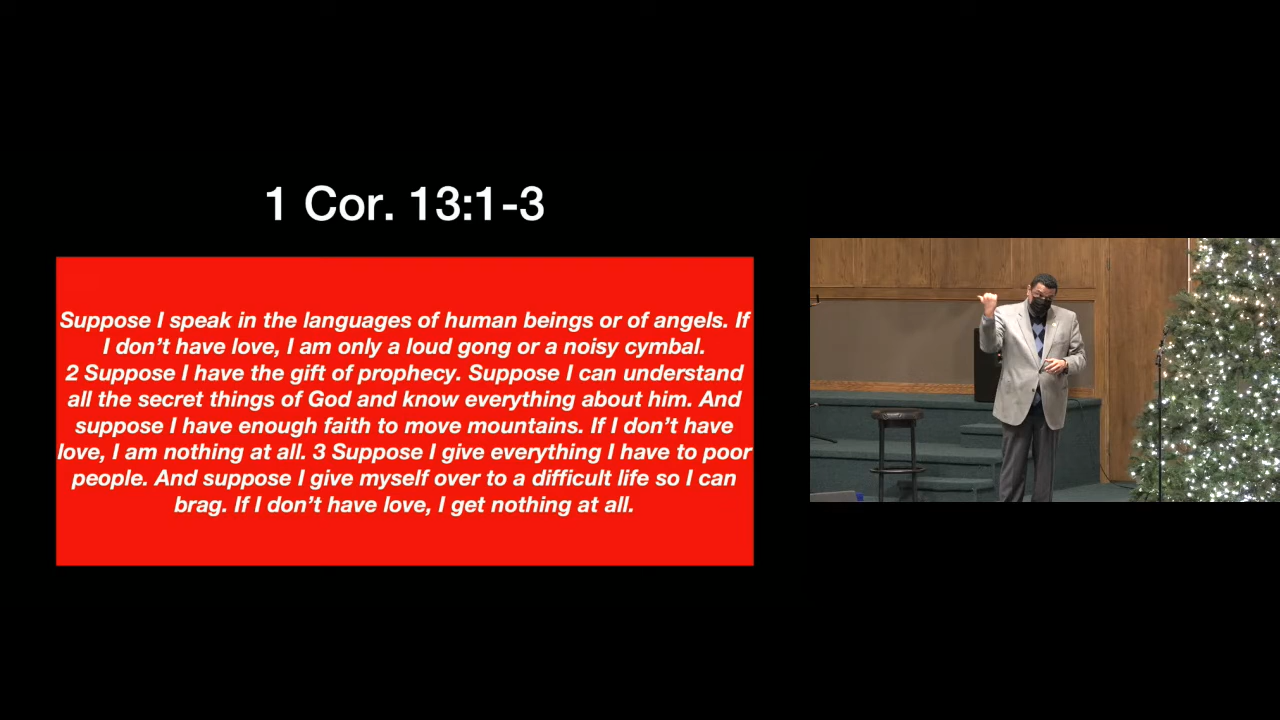 1 Cor. 13:1-3
Suppose I speak in the languages of human beings or of angels. If
I don’t have love, I am only a loud gong or a noisy cymbal.
2 Suppose I have the gift of prophecy. Suppose I can understand
all the secret things of God and know everything about him. And
suppose I have enough faith to move mountains. If I don’t have
love, I am nothing at all. 3 Suppose I give everything I have to poor
people. And suppose I give myself over to a difficult life so I can
brag. If I don’t have love, I get nothing at all.